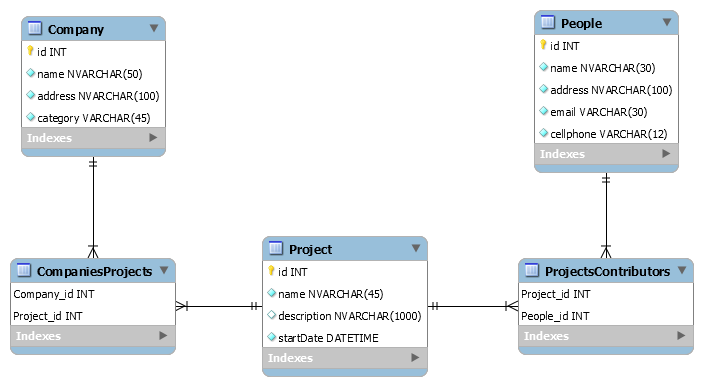 Company
id INT
name NVARCHAR(50)
address NVARCHAR(100)
category VARCHAR(45)
Indexes
People
id INT
name NVARCHAR(30)
address NVARCHAR(100)
email VARCHAR(30)
cellphone VARCHAR(12)
Indexes
CompaniesProjects
Company_id INT
Project_id INT
Indexes
Project
id INT
name NVARCHAR(45)
description NVARCHAR(1000)
startDate DATETIME
Indexes
ProjectsContributors
Project_id INT
People_id INT
Indexes